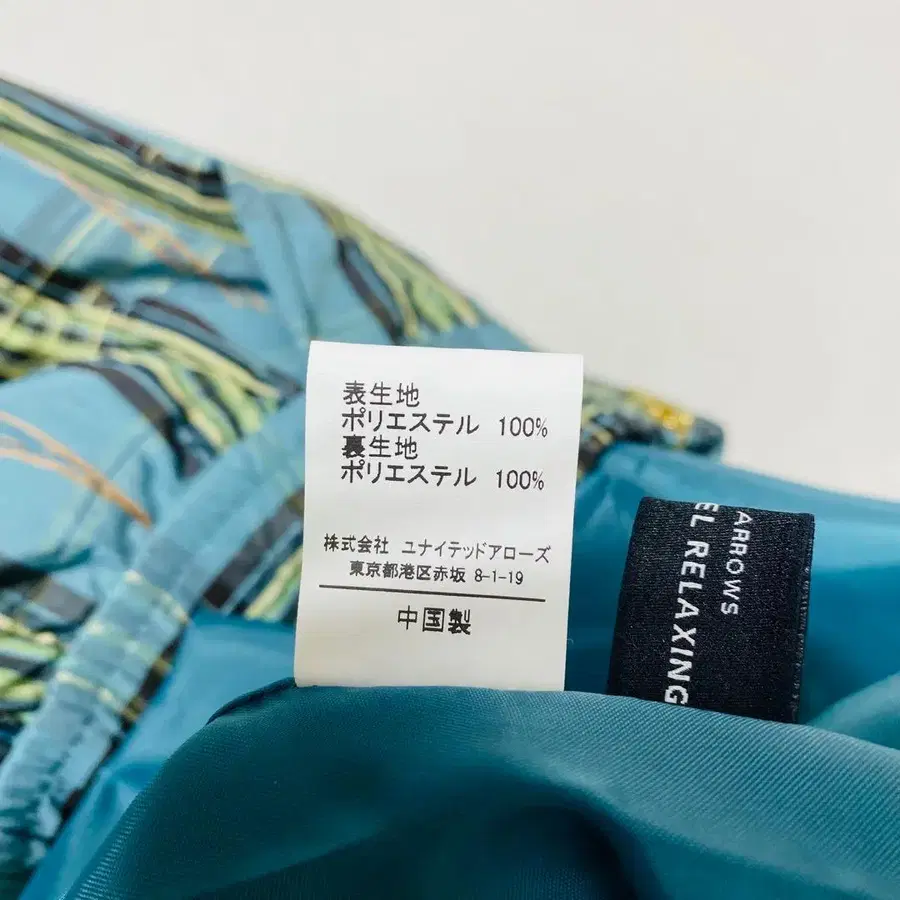 表生地
ポリエステル 100%
裏生地
ポリエステル 100%
株式会社 ユナイテッドアローズ
東京都港区赤坂 8-1-19
中国製
ARROWS
EL RELAXING